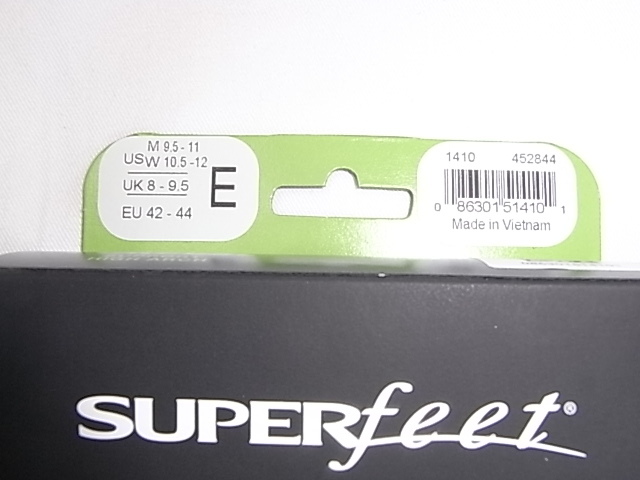 M 9.5 - 11
US W 10.5 -12
UK 8 - 9.5
EU 42 - 44
E
1410 452844
0 86301 51410 1
Made in Vietnam
SUPERfeet®